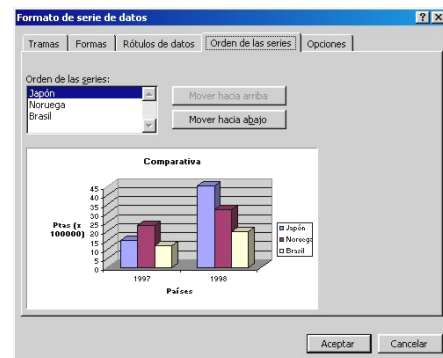 Formato de serie de datos
Tramas Formas Rótulos de datos Orden de las series Opciones
Orden de las series:
Japón
Noruega
Brasil
Mover hacia arriba
Mover hacia abajo
Comparativa
45
40
35
30
25
20
15
10
5
0
Ptas (x
100000)
1997 1998
Países
Japón
Noruega
Brasil
Aceptar Cancelar